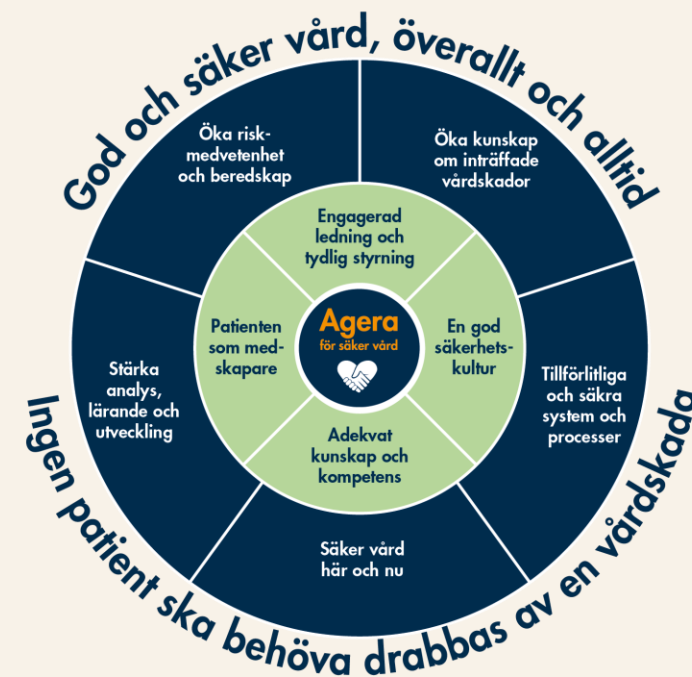 God och säker vård, överallt och alltid
Öka risk-
medvetenhet
och beredskap
Öka kunskap
om inträffade
vårdskador
Engagerad
ledning och
tydlig styrning
Patienten
som med-
skapare
Agera
för säker vård
En god
säkerhets-
kultur
Stärka
analys,
lärande och
utveckling
Tillförlitliga
och säkra
system och
processer
Adekvat
kunskap och
kompetens
Säker vård
här och nu
Ingen patient ska behöva drabbas av en vårdskada